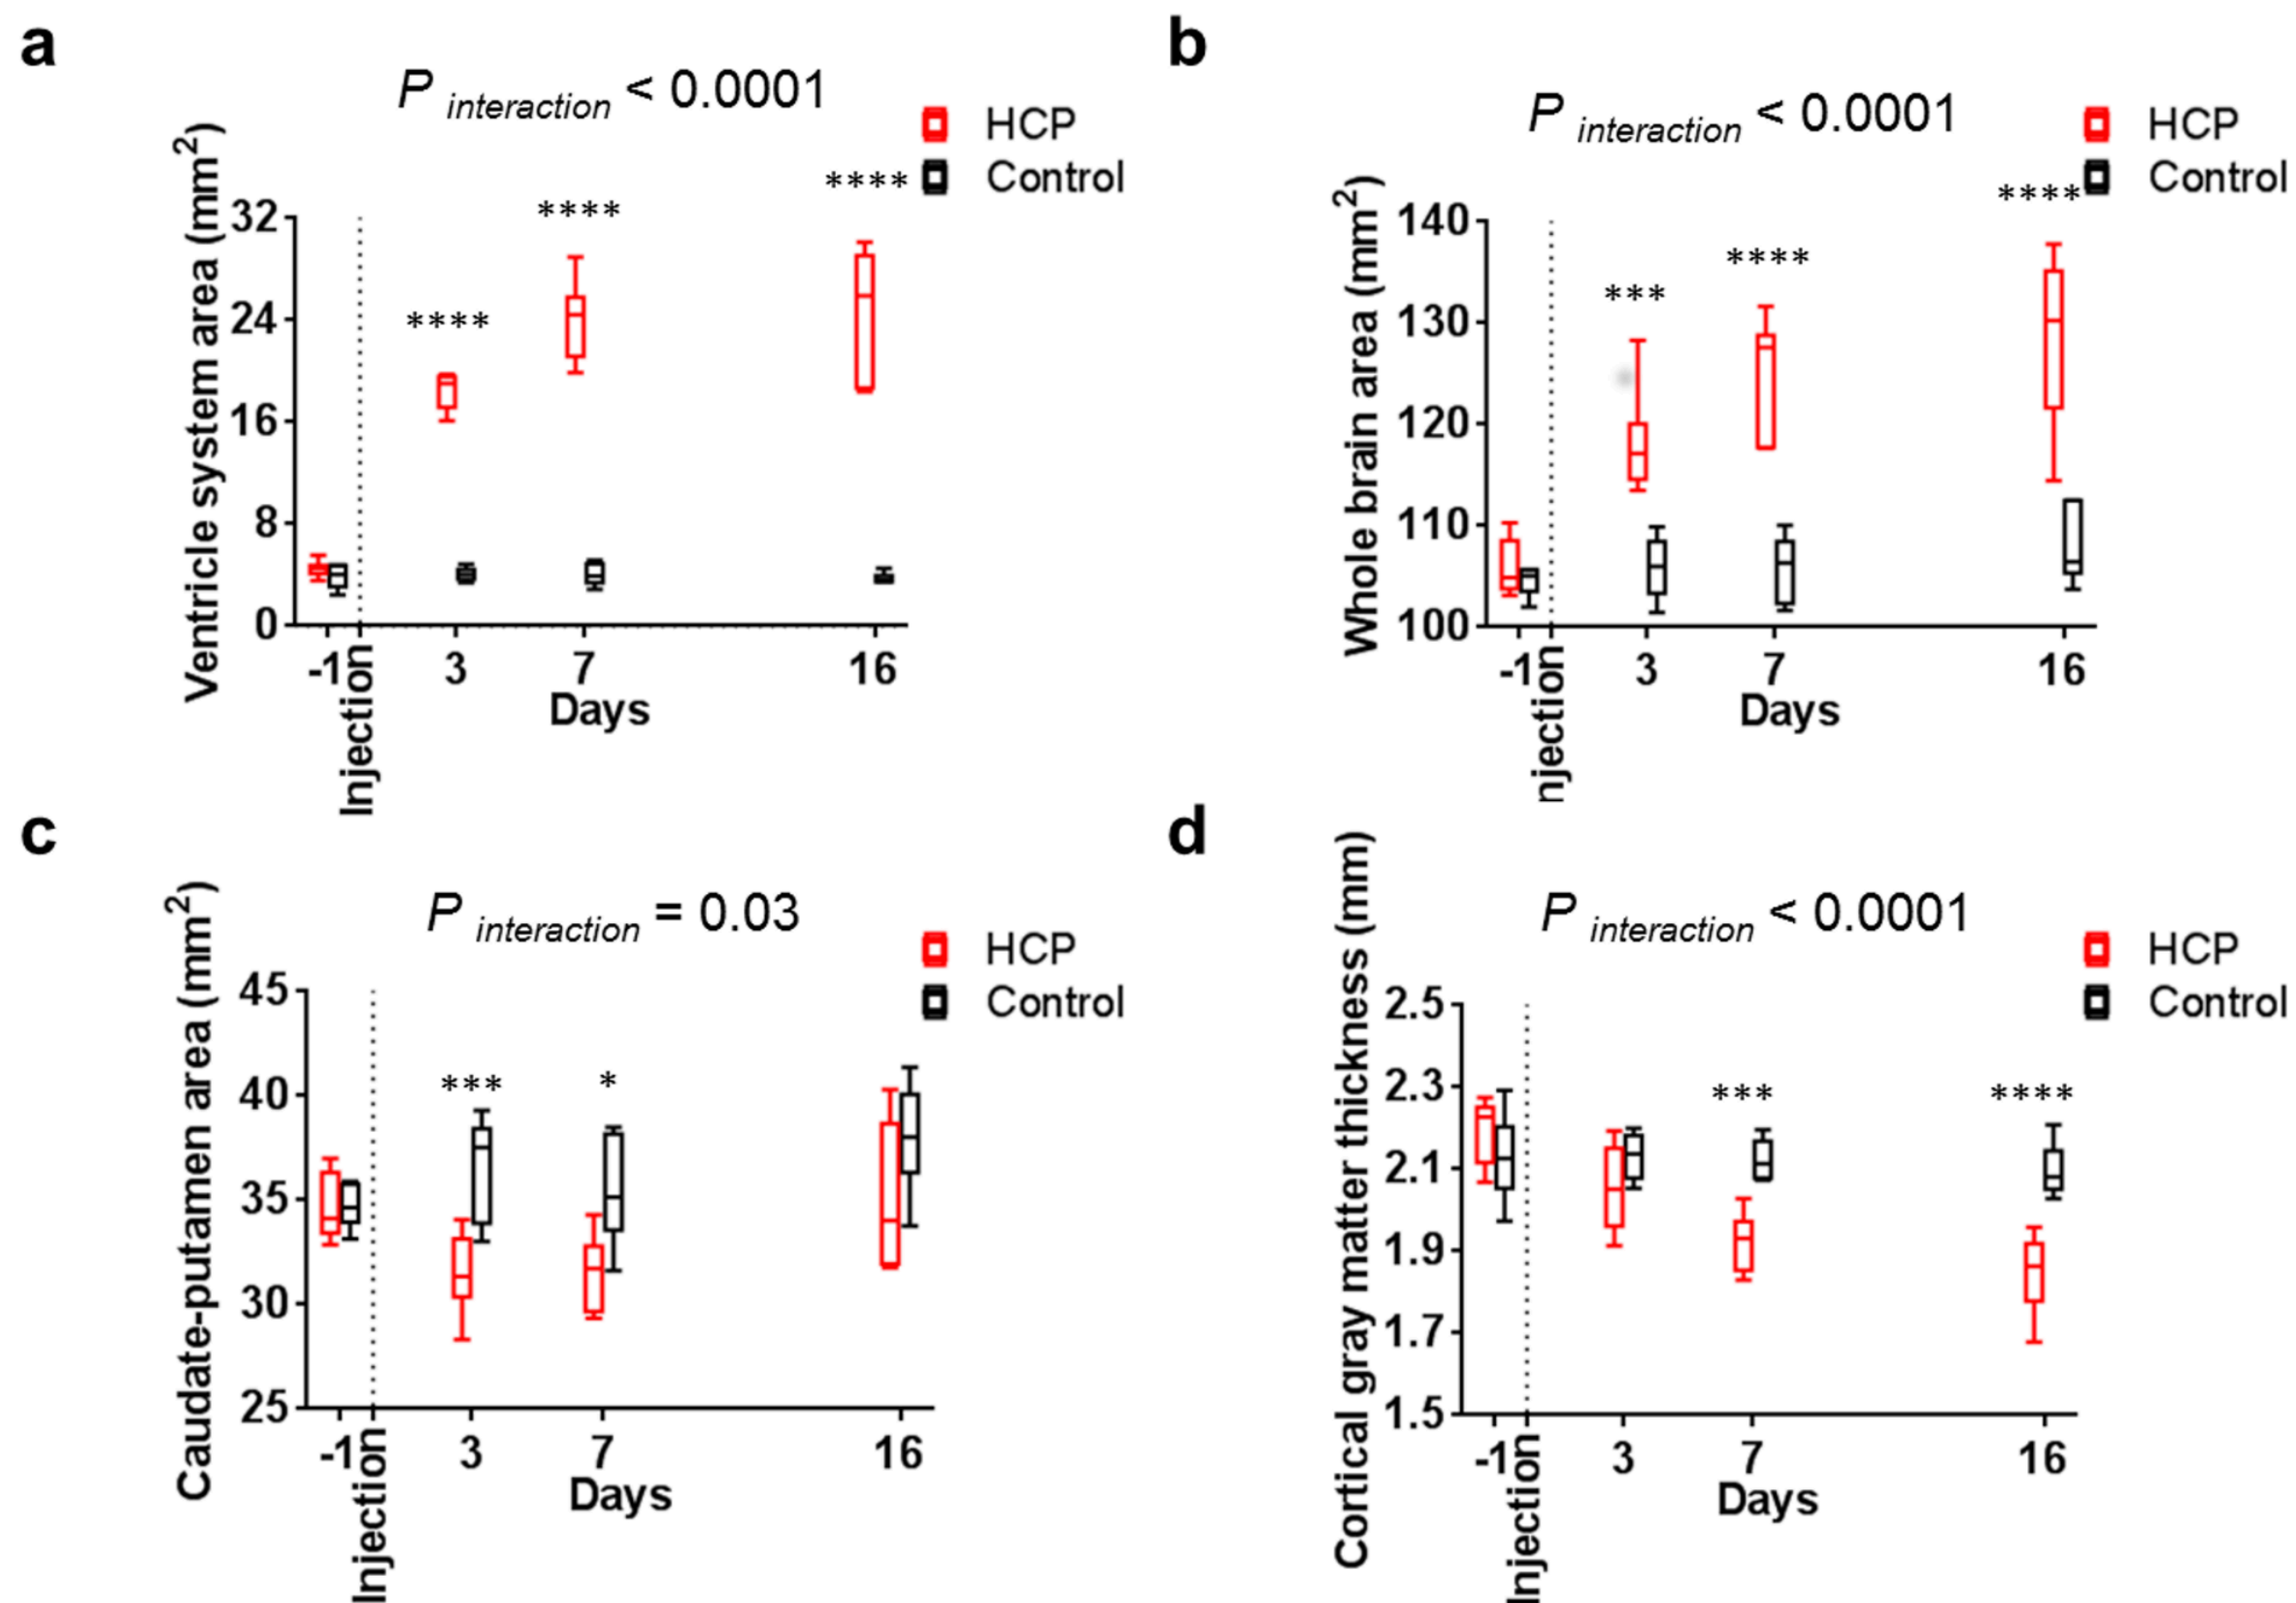 a
P interaction < 0.0001
HCP
Control
Ventricle system area (mm2)
****
****
****
32
24
16
8
0
-1
Injection
3
7
16
Days
b
P interaction < 0.0001
HCP
Control
Whole brain area (mm2)
***
****
****
140
130
120
110
100
-1
njection
3
7
16
Days
c
P interaction = 0.03
HCP
Control
Caudate-putamen area (mm2)
***
*
45
40
35
30
25
-1
Injection
3
7
16
Days
d
P interaction < 0.0001
HCP
Control
Cortical gray matter thickness (mm)
***
****
2.5
2.3
2.1
1.9
1.7
1.5
-1
Injection
3
7
16
Days